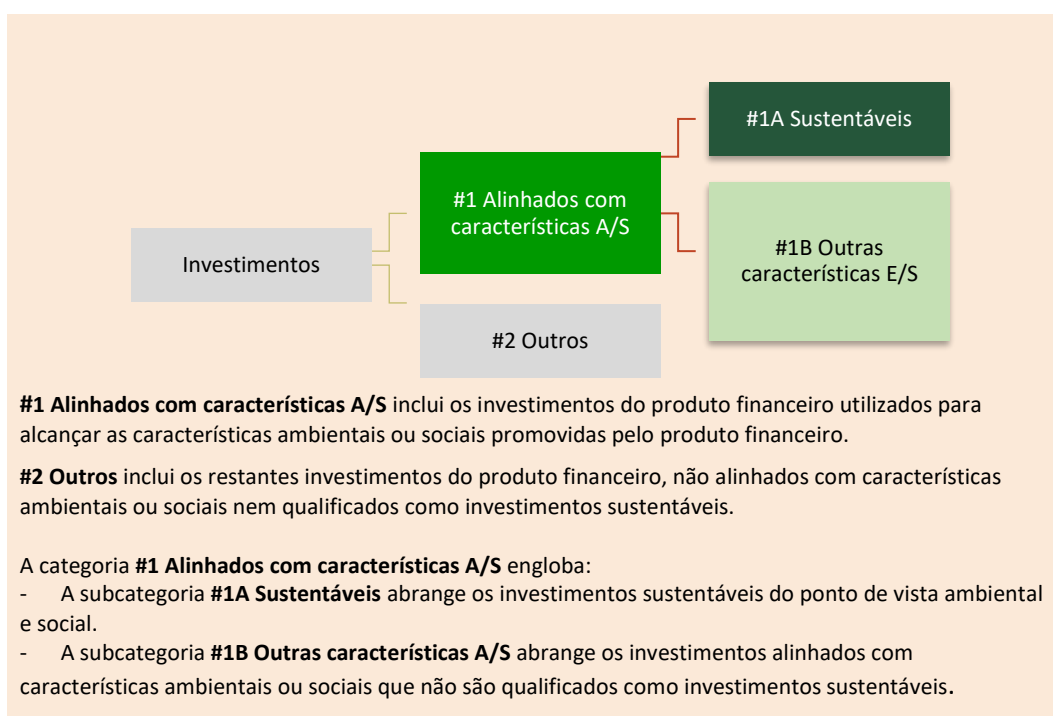 #1A Sustentáveis
#1 Alinhados com
características A/S
#1B Outras
características E/S
Investimentos
#2 Outros
#1 Alinhados com características A/S inclui os investimentos do produto financeiro utilizados para
alcançar as características ambientais ou sociais promovidas pelo produto financeiro.
#2 Outros inclui os restantes investimentos do produto financeiro, não alinhados com características
ambientais ou sociais nem qualificados como investimentos sustentáveis.
A categoria #1 Alinhados com características A/S engloba:
- A subcategoria #1A Sustentáveis abrange os investimentos sustentáveis do ponto de vista ambiental
e social.
- A subcategoria #1B Outras características A/S abrange os investimentos alinhados com
características ambientais ou sociais que não são qualificados como investimentos sustentáveis.